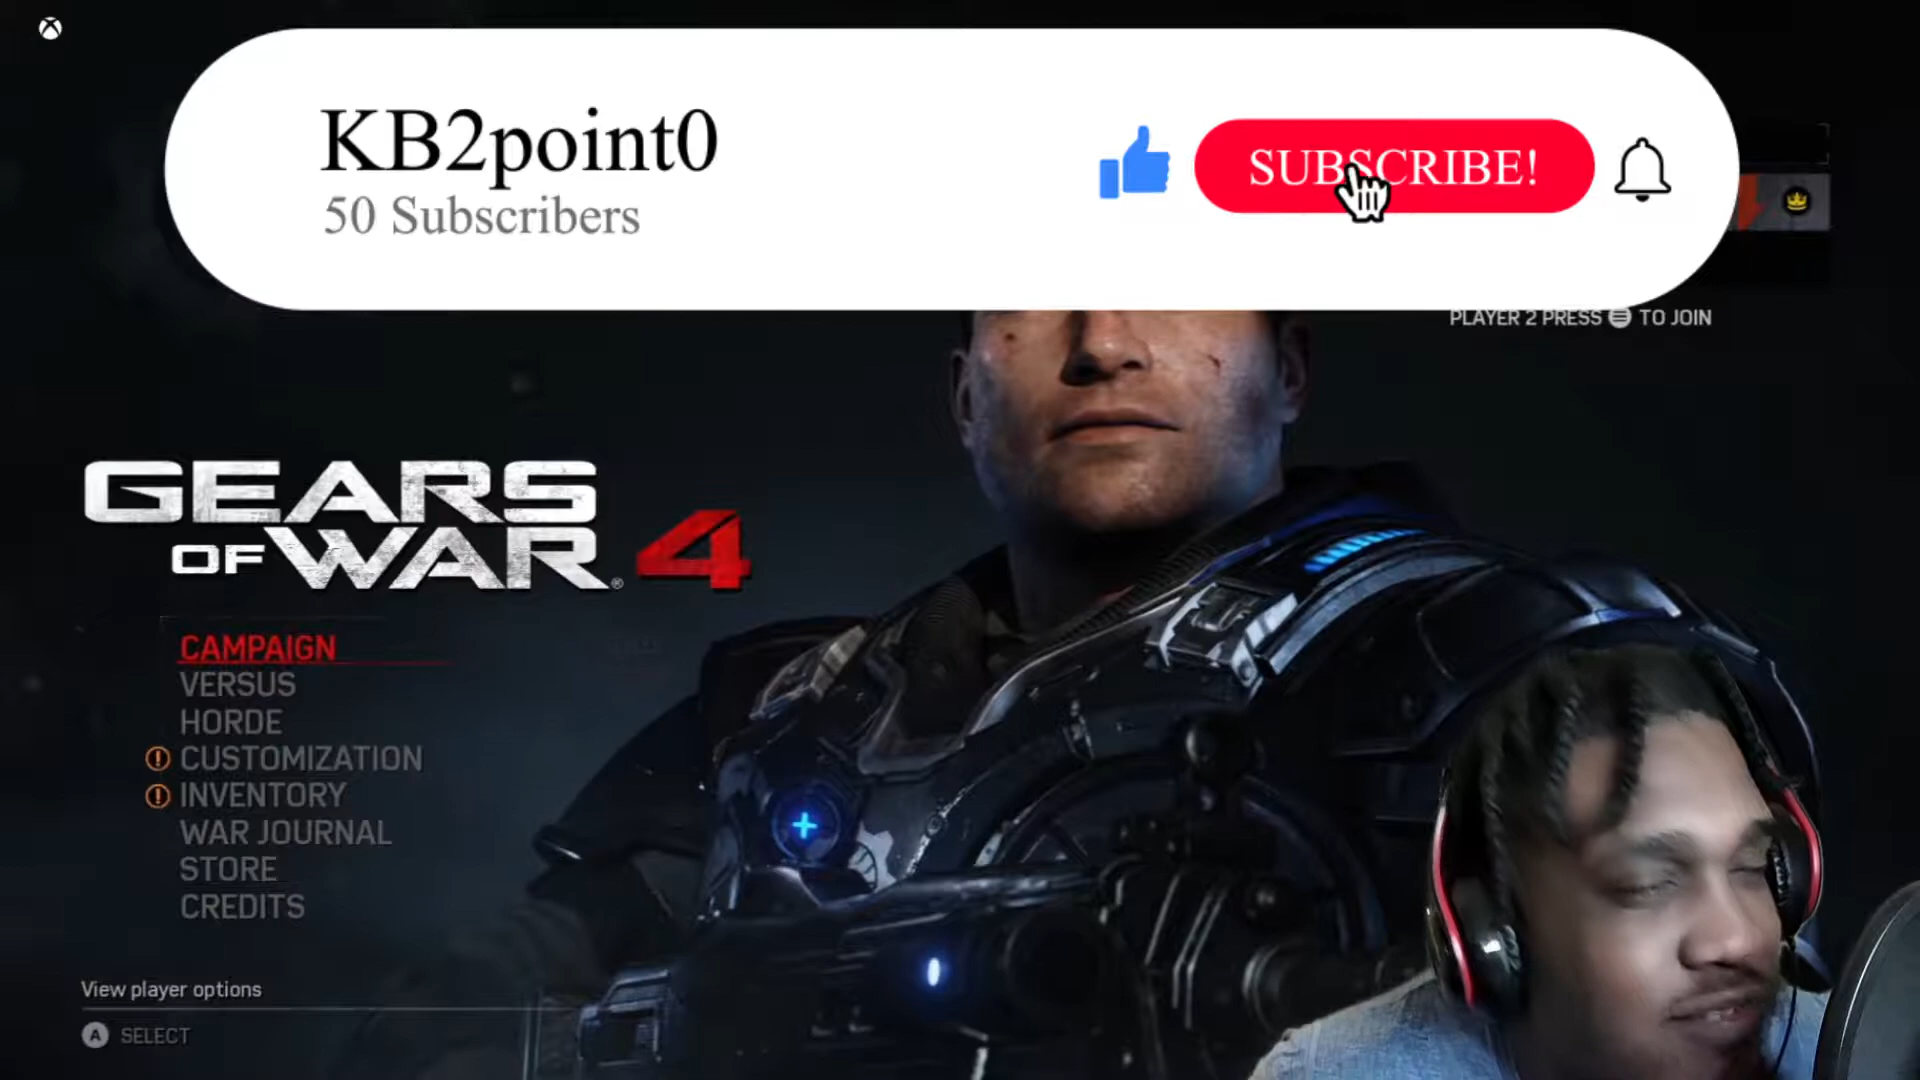 KB2point0
50 Subscribers
SUBSCRIBE!
PLAYER 2 PRESS TO JOIN
GEARS
OF WAR® 4
CAMPAIGN
VERSUS
HORDE
CUSTOMIZATION
INVENTORY
WAR JOURNAL
STORE
CREDITS
View player options
A SELECT